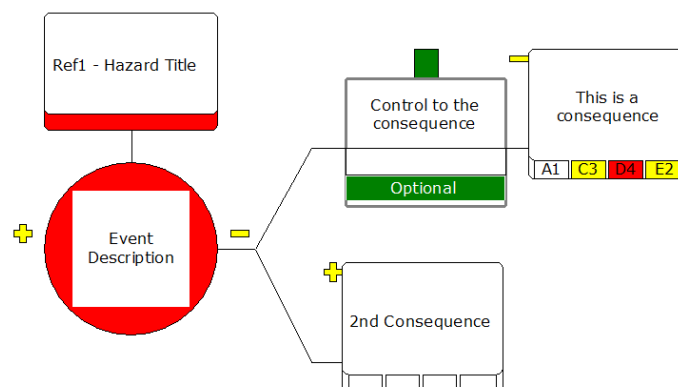 Ref1 - Hazard Title
Control to the
consequence
This is a
consequence
A1 C3 D4 E2
Optional
Event
Description
2nd Consequence